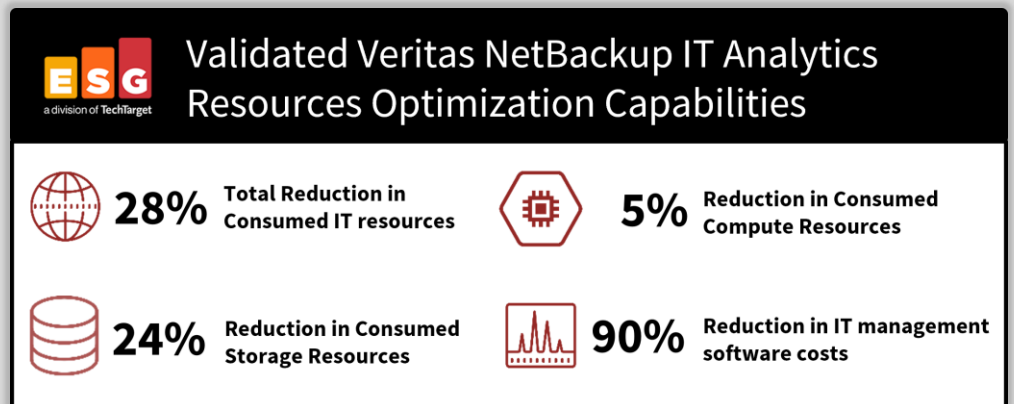 ESG
a division of TechTarget
Validated Veritas NetBackup IT Analytics
Resources Optimization Capabilities
28%
Total Reduction in
Consumed IT resources
5%
Reduction in Consumed
Compute Resources
24%
Reduction in Consumed
Storage Resources
90%
Reduction in IT management
software costs